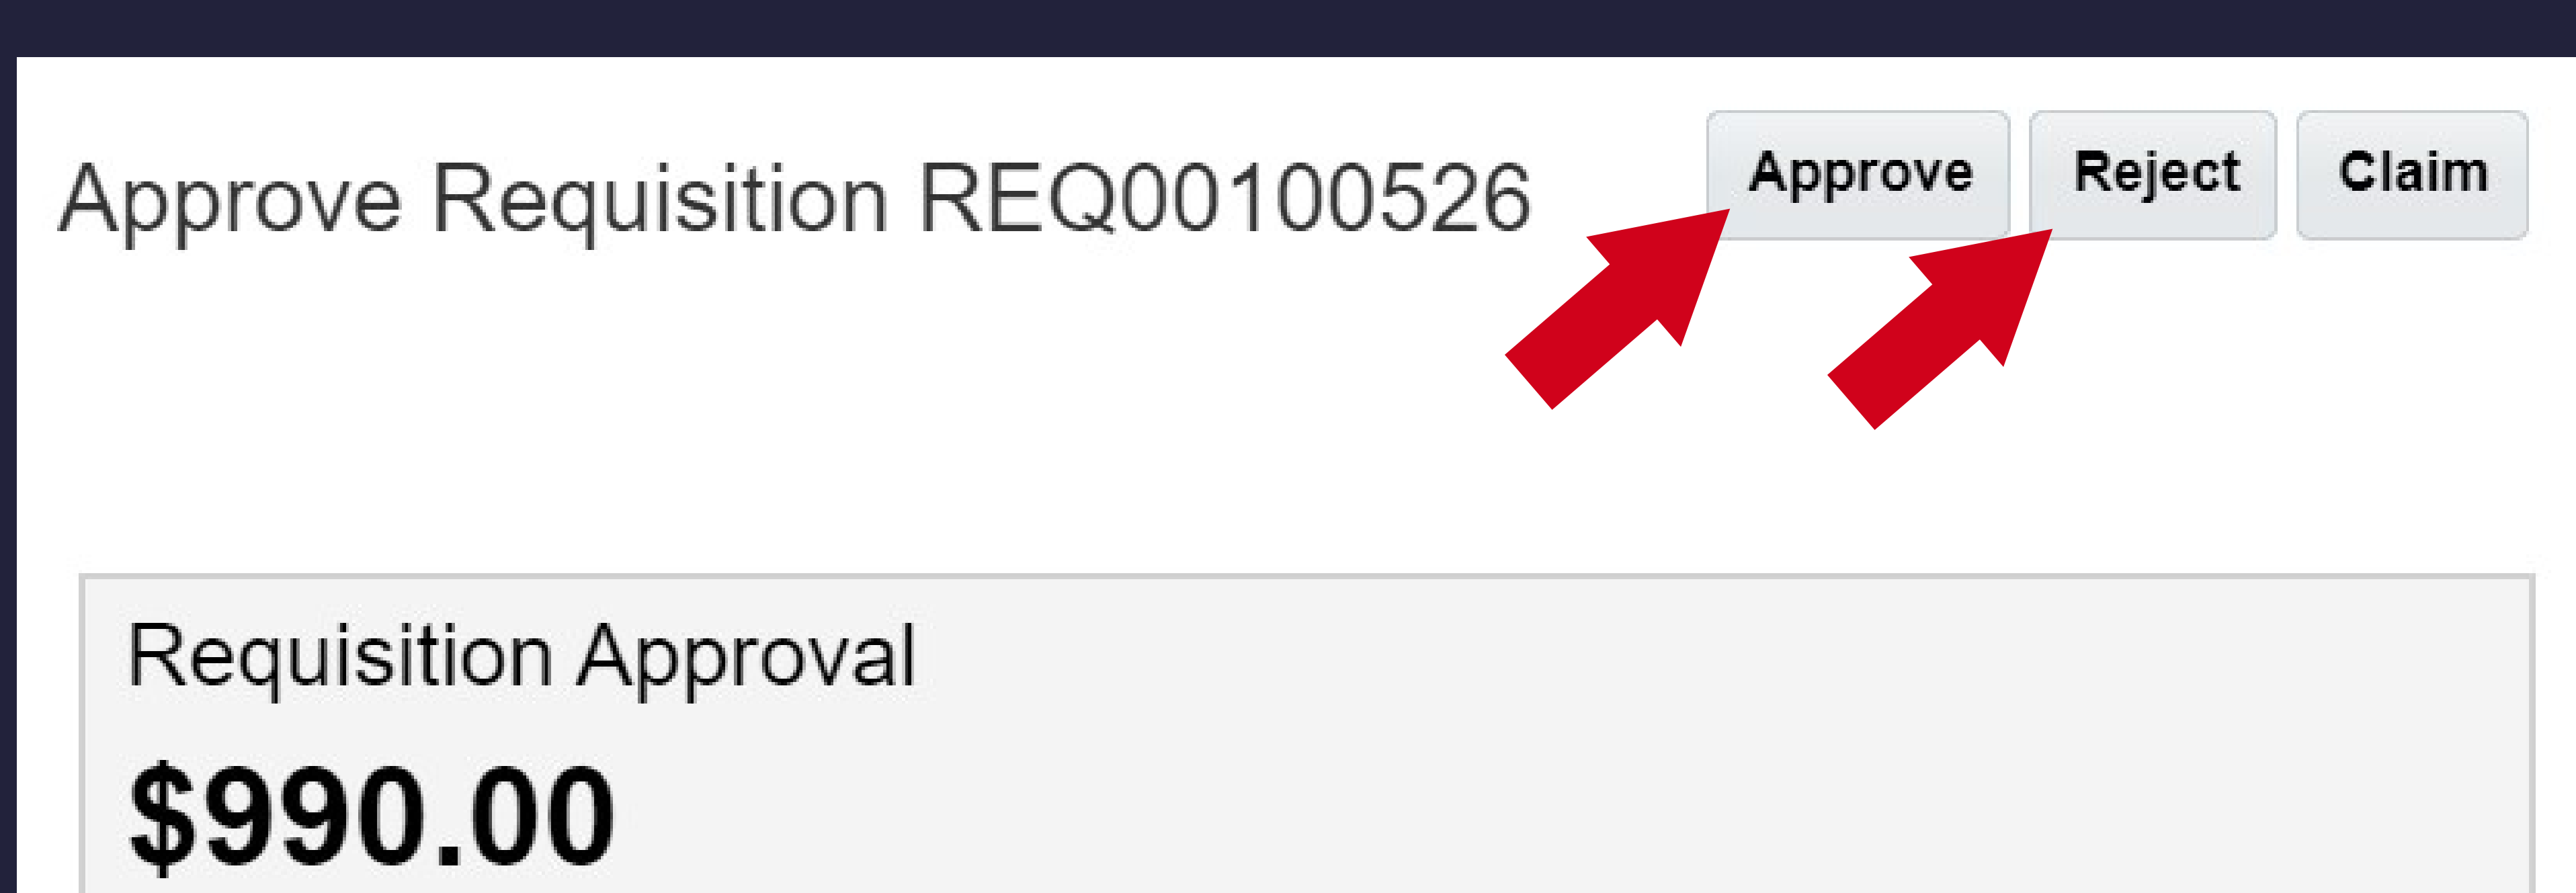 Approve Requisition REQ00100526 Approve Reject Claim
Requisition Approval
$990.00